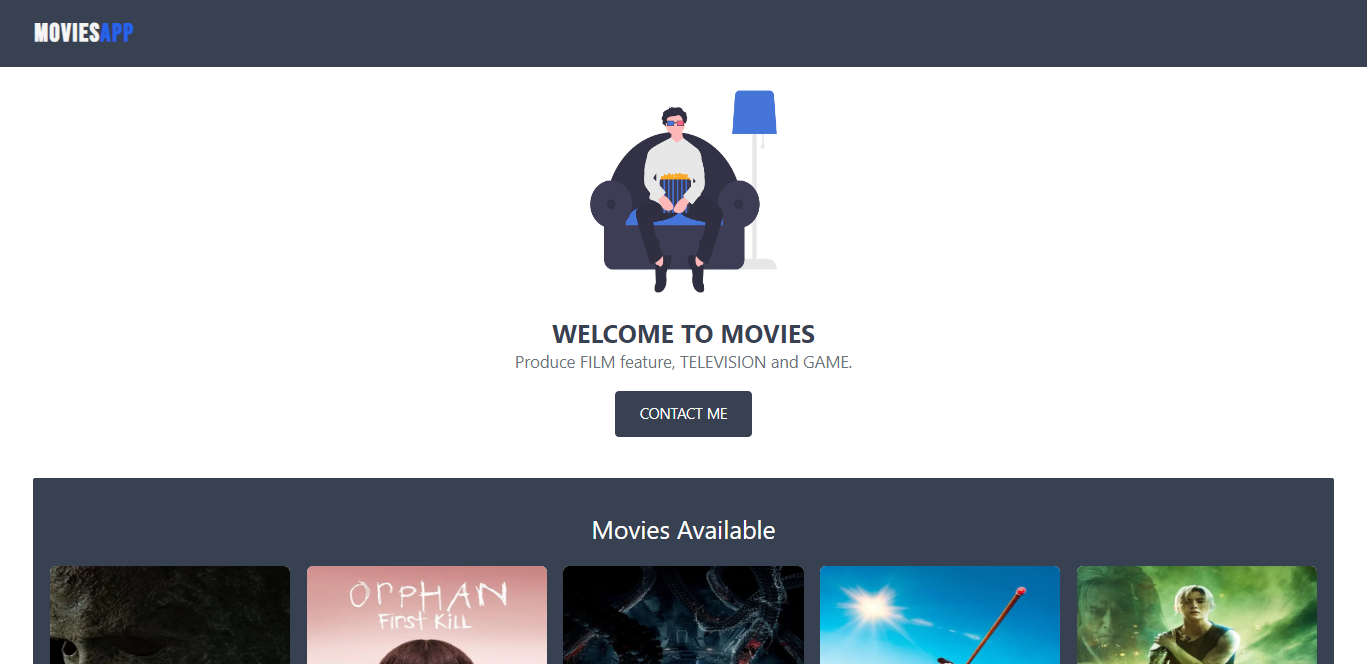 MOVIESAPP
WELCOME TO MOVIES
Produce FILM feature, TELEVISION and GAME.
CONTACT ME
Movies Available
ORPHAN
FIRST KILL